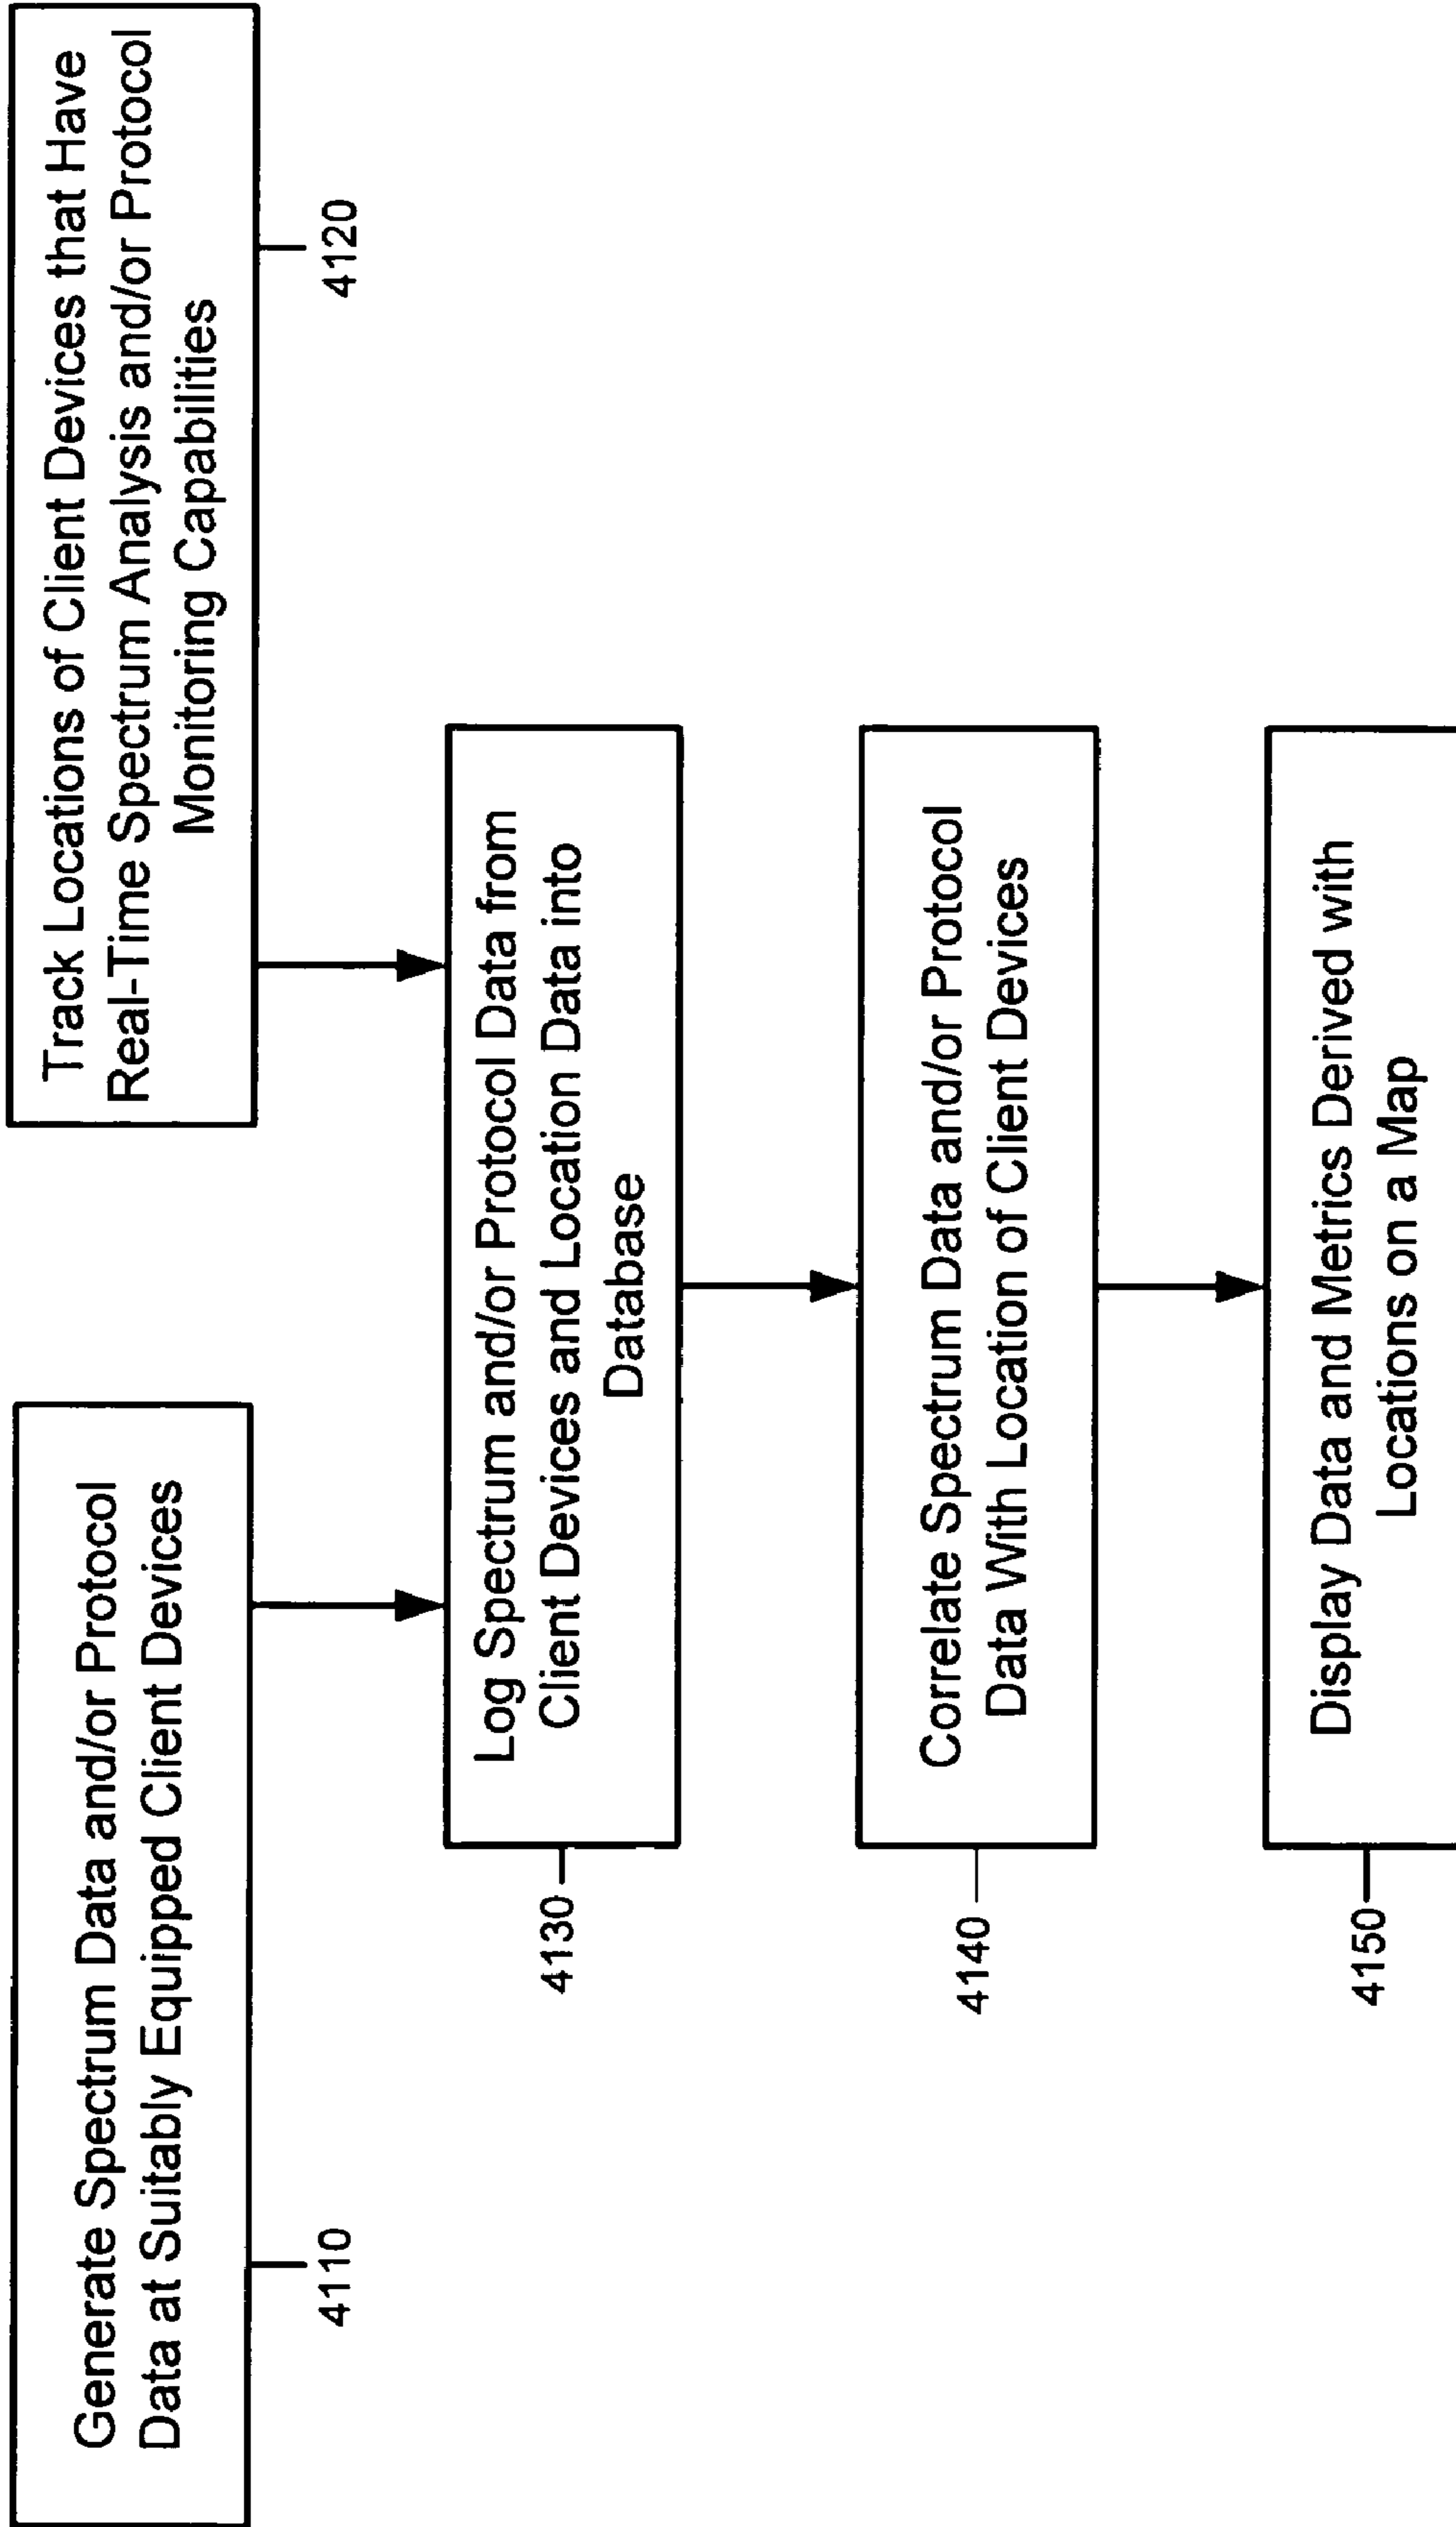 Generate Spectrum Data and/or Protocol
Data at Suitably Equipped Client Devices
4110
Track Locations of Client Devices that Have
Real-Time Spectrum Analysis and/or Protocol
Monitoring Capabilities
4120
Log Spectrum and/or Protocol Data from
Client Devices and Location Data into
Database
4130
Correlate Spectrum Data and/or Protocol
Data With Location of Client Devices
4140
Display Data and Metrics Derived with
Locations on a Map
4150